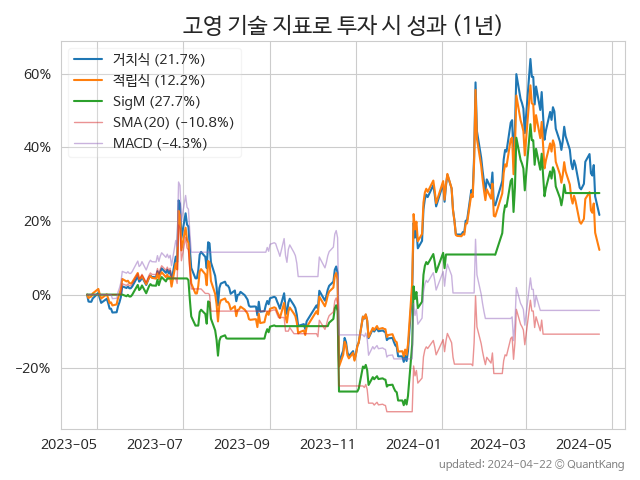 고영 기술 지표로 투자 시 성과 (1년)
거치식 (21.7%)
적립식 (12.2%)
SigM (27.7%)
SMA(20) (−10.8%)
MACD (−4.3%)
60%
40%
20%
0%
−20%
2023-05 2023-07 2023-09 2023-11 2024-01 2024-03 2024-05
updated: 2024-04-22 ⓒ QuantKang